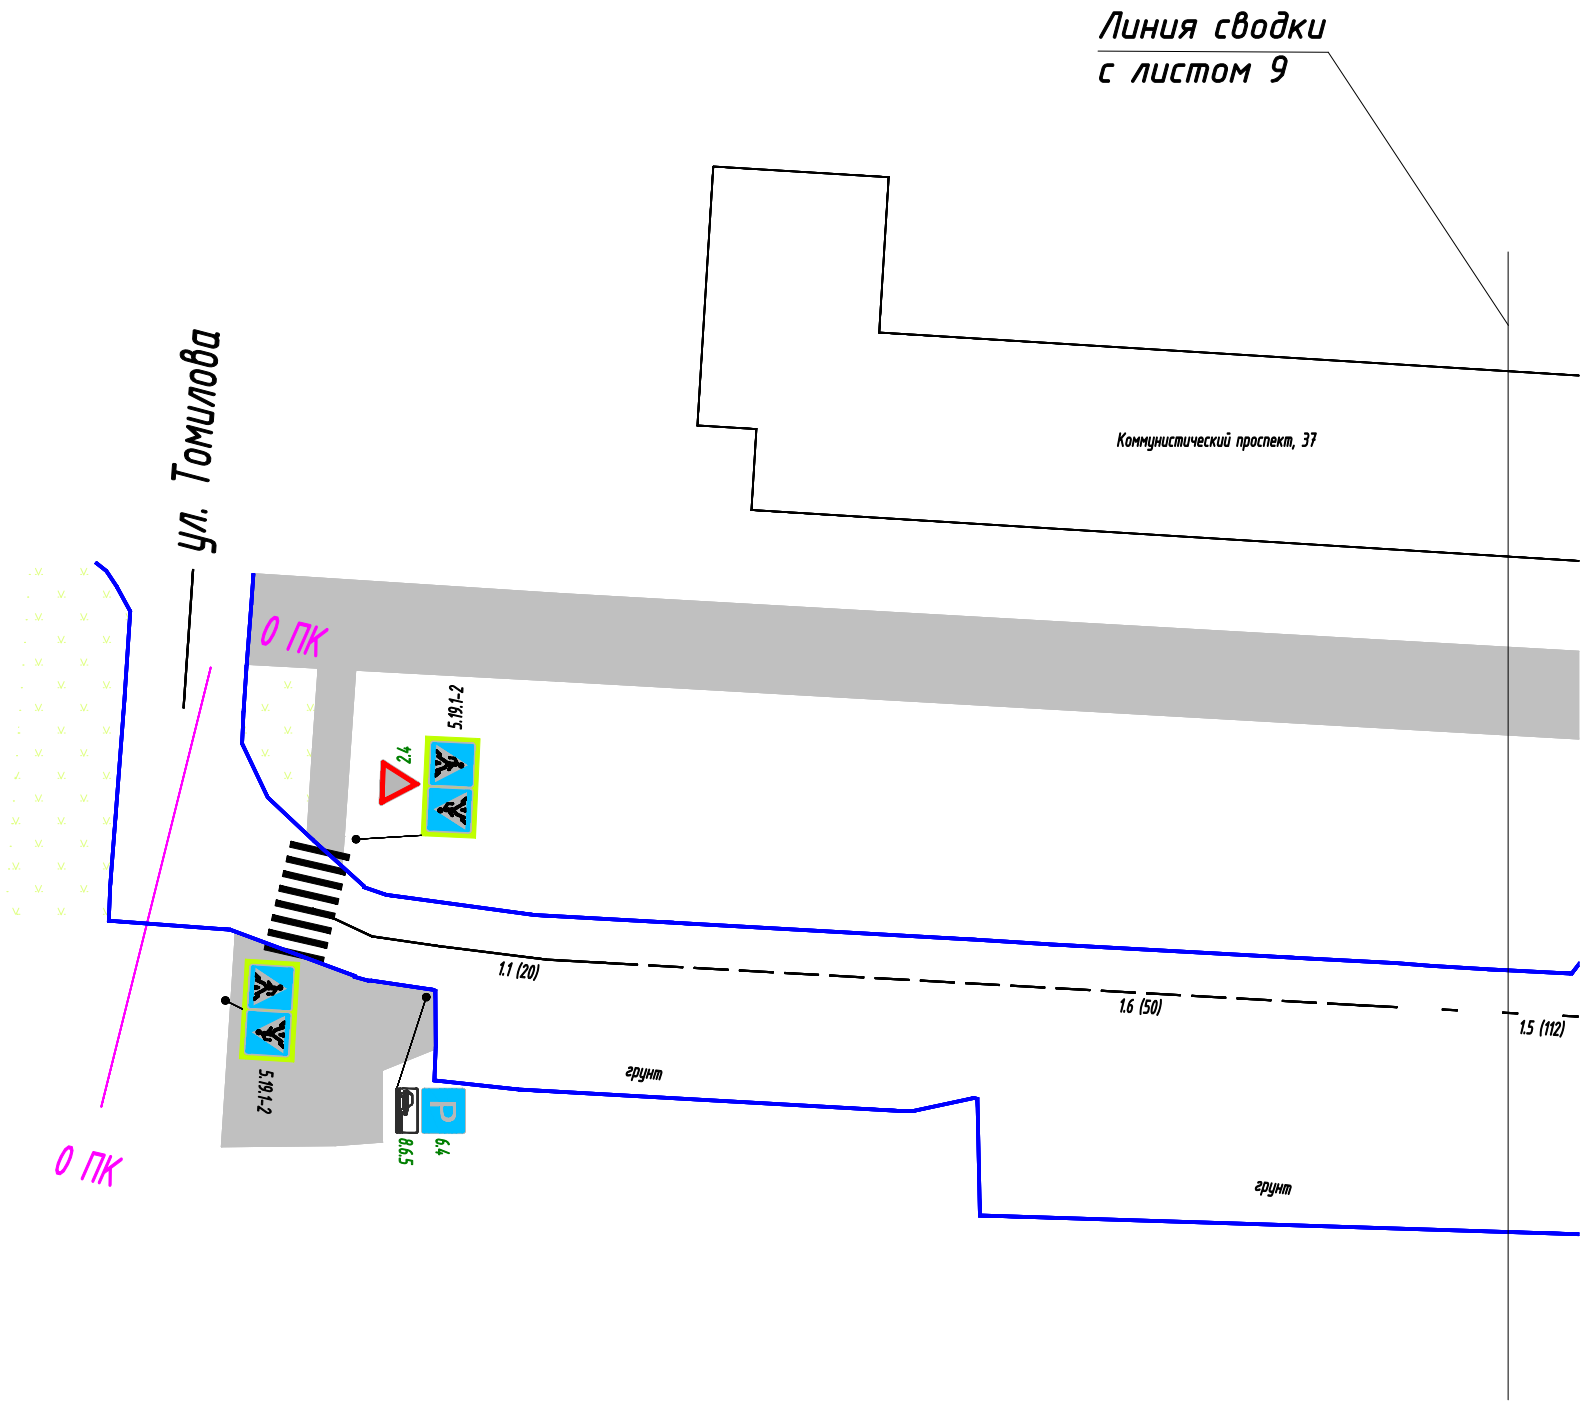 Линия сводки
с листом 9
Коммунистический проспект, 37
ул. Томилова
0 ПК
5.19.1-2
2.4
1.1 (20)
1.6 (50)
1.5 (112)
грунт
5.19.1-2
P
8.6.5
6.4
0 ПК
грунт